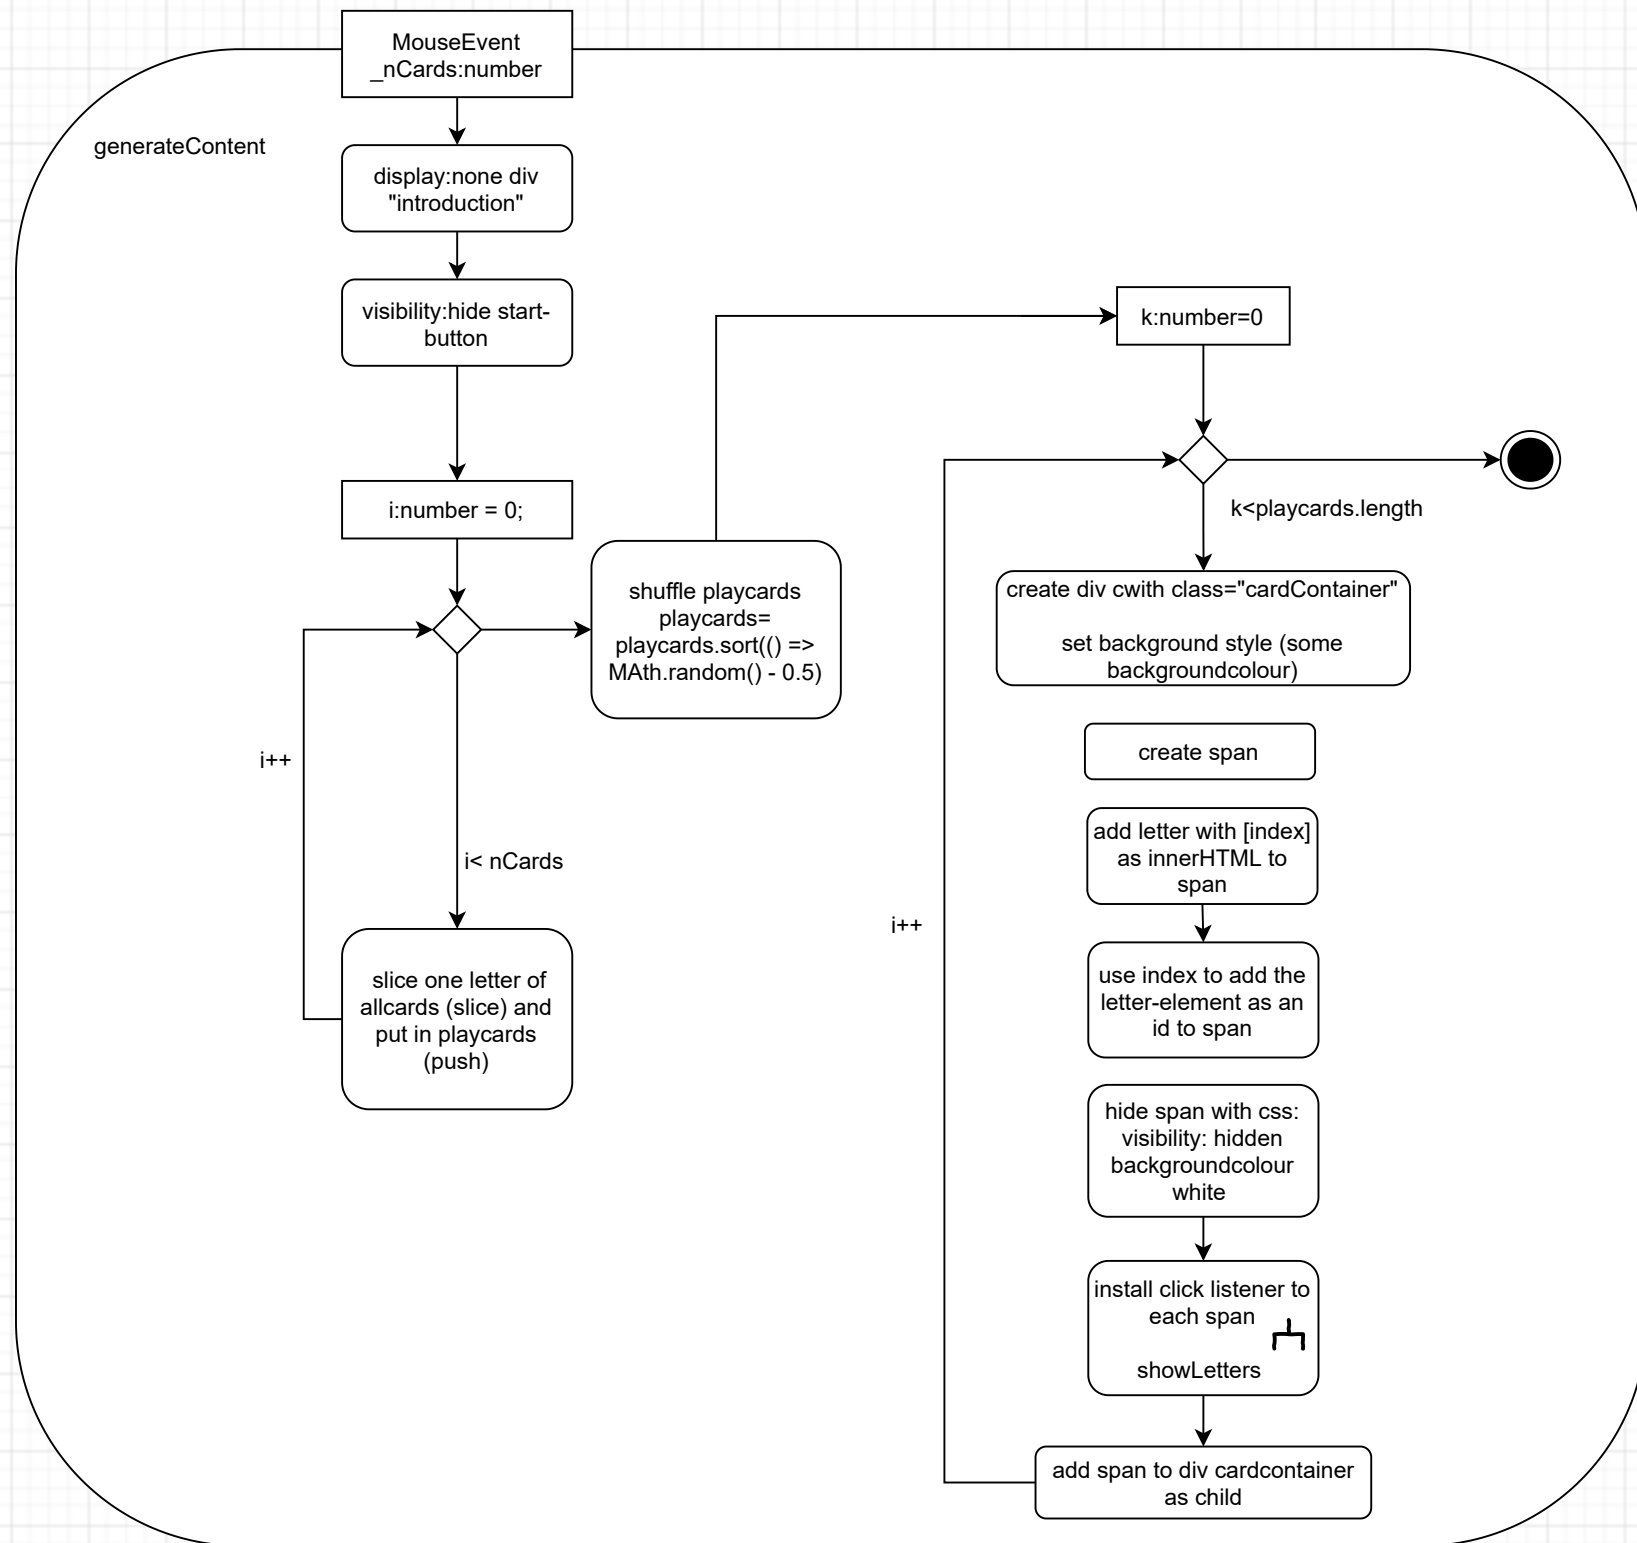 MouseEvent
_nCards:number
generateContent
display:none div
"introduction"
visibility:hide start-
button
i:number = 0;
i++
i< nCards
slice one letter of
allcards (slice) and
put in playcards
(push)
shuffle playcards
playcards=
playcards.sort(() =>
MAth.random() - 0.5)
k:number=0
k<playcards.length
create div cwith class="cardContainer"
set background style (some
backgroundcolour)
create span
add letter with [index]
as innerHTML to
span
i++
use index to add the
letter-element as an
id to span
hide span with css:
visibility: hidden
backgroundcolour
white
install click listener to
each span
showLetters
add span to div cardcontainer
as child